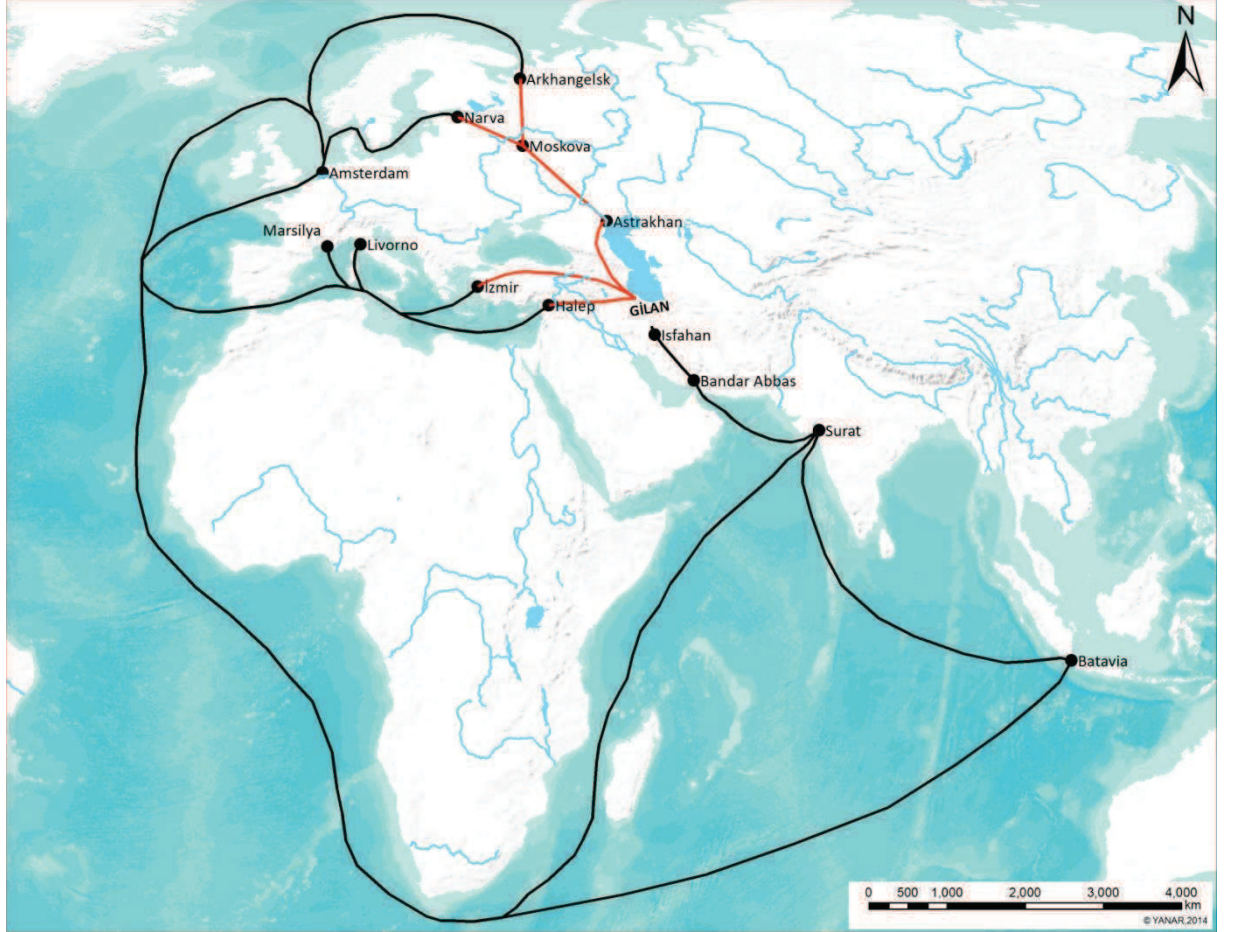 N
Arkhangelsk
Narva
Moskova
Amsterdam
Astrakhan
Marsilya
Livorno
İzmir
Halep
GİLAN
Isfahan
Bandar Abbas
Surat
Batavia
0 500 1,000 2,000 3,000 4,000
km
© YANAR,2014